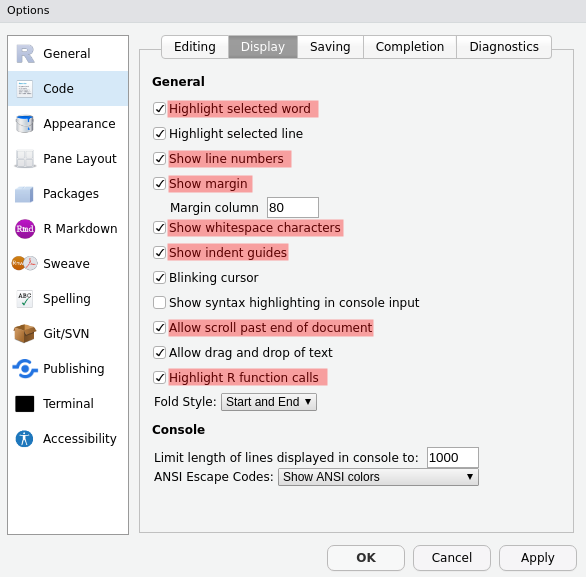 Options
General
Code
Appearance
Pane Layout
Packages
R Markdown
Sweave
Spelling
Git/SVN
Publishing
Terminal
Accessibility
Editing Display Saving Completion Diagnostics
General
Highlight selected word
Highlight selected line
Show line numbers
Show margin
Margin column 80
Show whitespace characters
Show indent guides
Blinking cursor
Show syntax highlighting in console input
Allow scroll past end of document
Allow drag and drop of text
Highlight R function calls
Fold Style: Start and End
Console
Limit length of lines displayed in console to: 1000
ANSI Escape Codes: Show ANSI colors
OK Cancel Apply